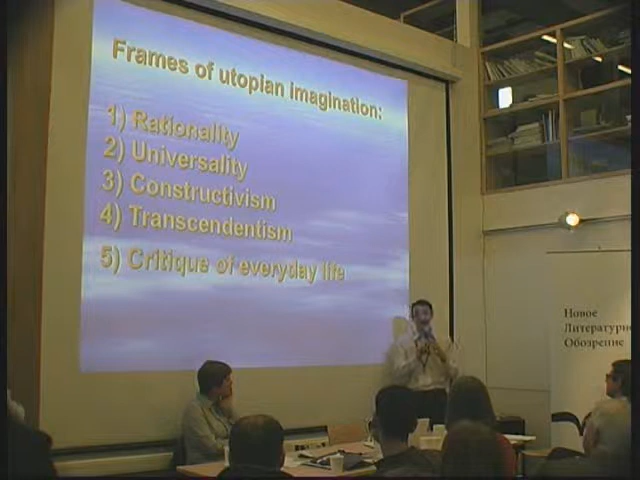 Frames of utopian imagination:
1) Rationality
2) Universality
3) Constructivism
4) Transcendentism
5) Critique of everyday life
Новое
Литературно
Обозрение